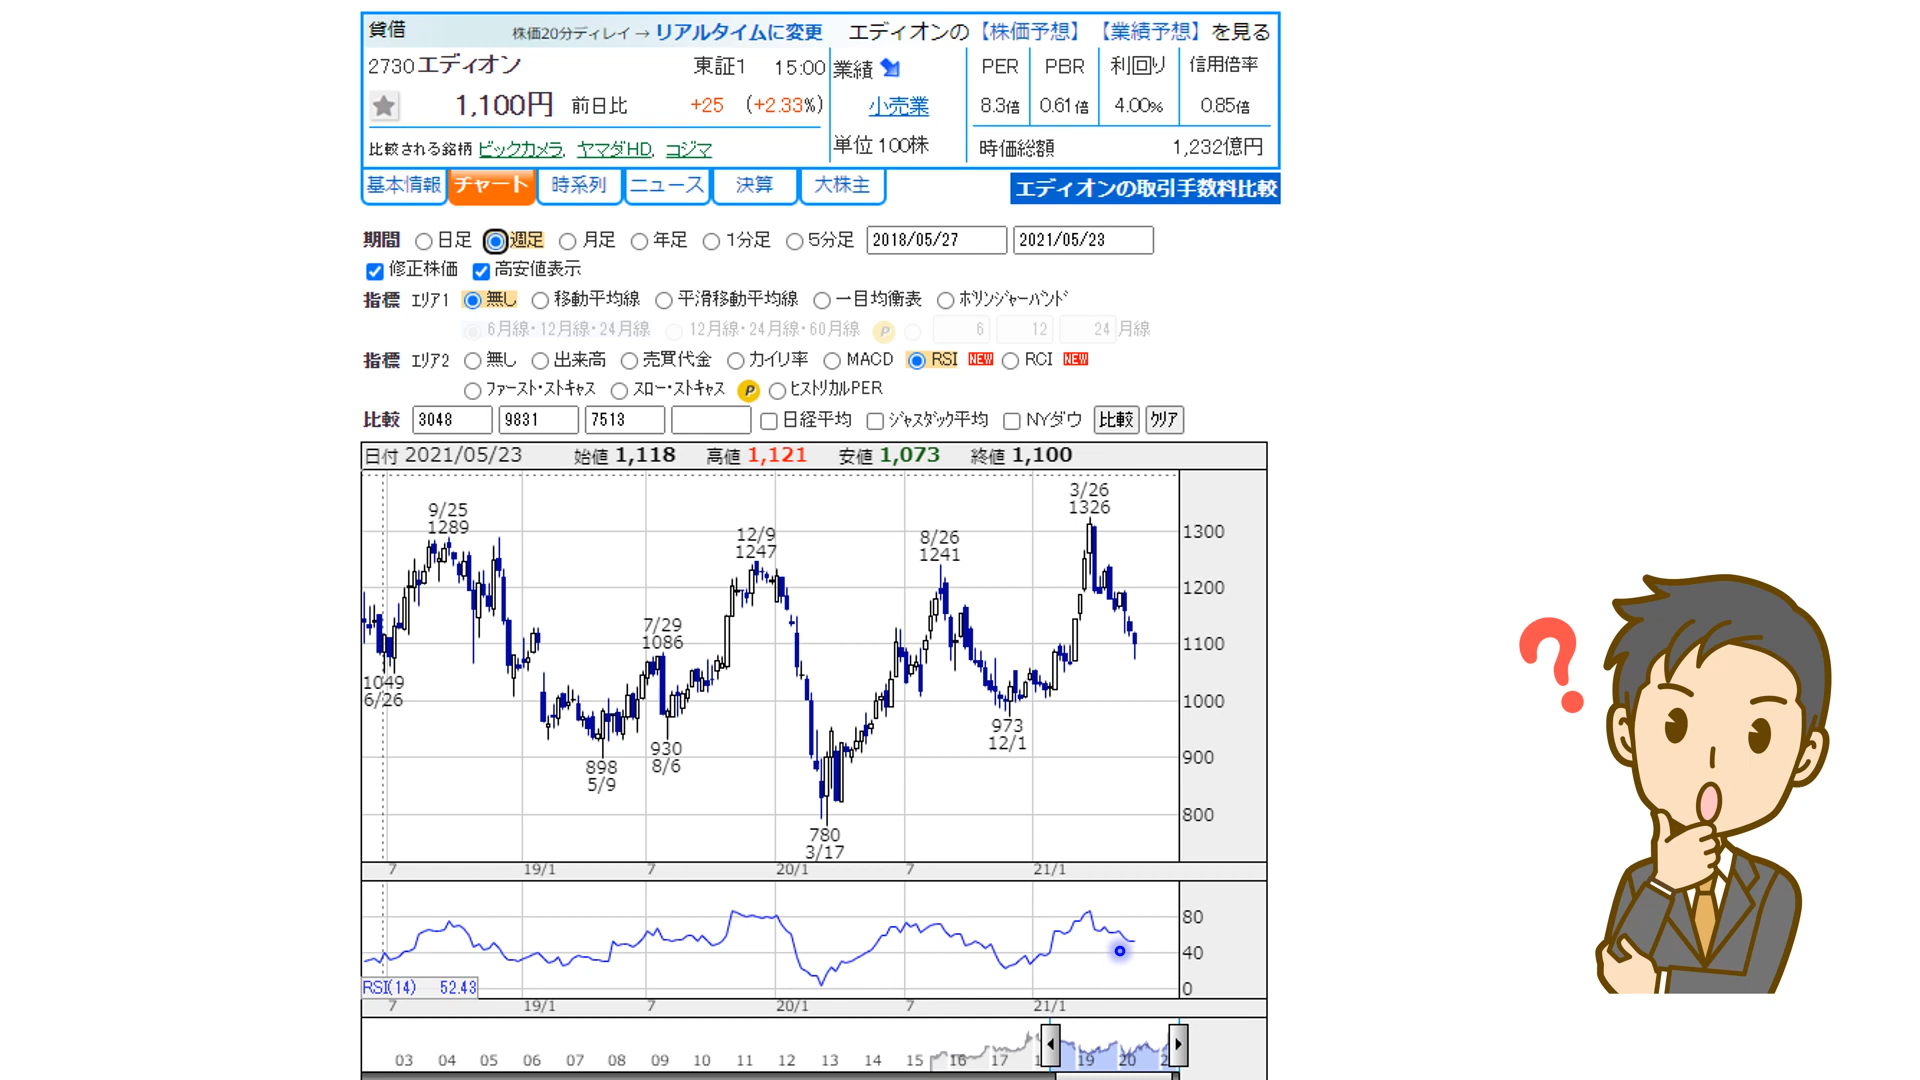 貸借 株価20分ディレイ → リアルタイムに変更 エディオンの 【株価予想】 【業績予想】 を見る
2730 エディオン 東証1 15:00 業績 PER PBR 利回り 信用倍率
1,100円 前日比 +25 (+2.33%) 小売業 8.3倍 0.61倍 4.00% 0.85倍
比較される銘柄 ビックカメラ, ヤマダHD, コジマ 単位 100株 時価総額 1,232億円
基本情報 チャート 時系列 ニュース 決算 大株主 エディオンの取引手数料比較
期間 日足 週足 月足 年足 1分足 5分足 2018/05/27 2021/05/23
修正株価 高安値表示
指標 エリア1 無し 移動平均線 平滑移動平均線 一目均衡表 ボリンジャーバンド
6月線・12月線・24月線 12月線・24月線・60月線 P 6 12 24 月線
指標 エリア2 無し 出来高 売買代金 カイリ率 MACD RSI NEW RCI NEW
ファースト・ストキャス スロー・ストキャス P ヒストリカルPER
比較 3048 9831 7513 日経平均 ジャスダック平均 NYダウ 比較 クリア
日付 2021/05/23 始値 1,118 高値 1,121 安値 1,073 終値 1,100
3/26
1326
9/25
1289
1300
12/9
1247
8/26
1241
1200
7/29
1086
1100
1049
6/26
1000
973
12/1
930
8/6
900
898
5/9
800
780
3/17
7 19/1 7 20/1 7 21/1
80
40
RSI(14) 52.43
0
7 19/1 7 20/1 7 21/1
03 04 05 06 07 08 09 10 11 12 13 14 15 16 17 19 20
?